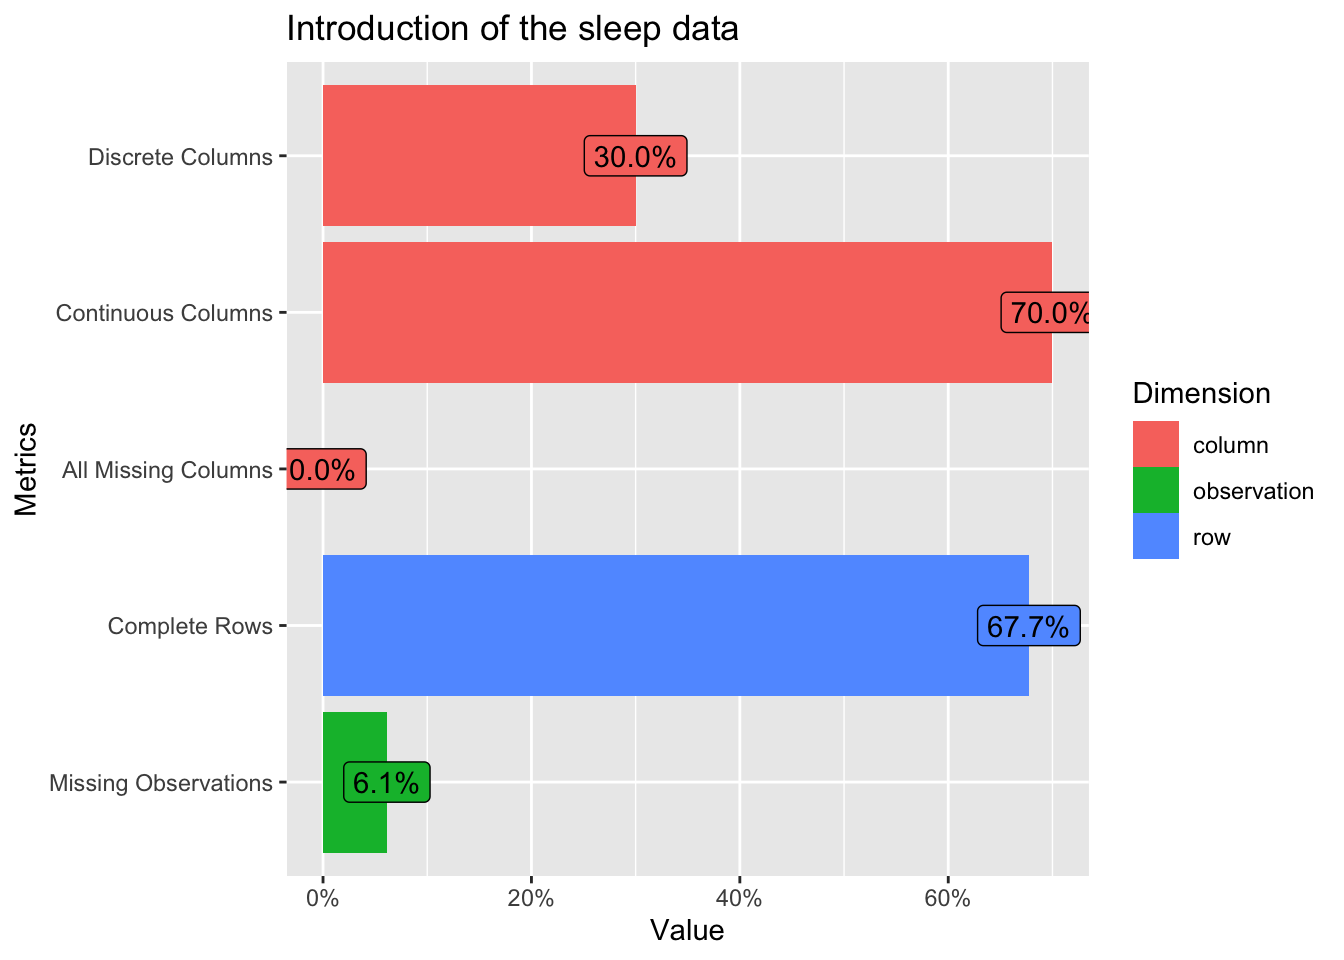 Introduction of the sleep data
Metrics
Discrete Columns
30.0%
Continuous Columns
70.0%
All Missing Columns
0.0%
Complete Rows
67.7%
Missing Observations
6.1%
0%
20%
40%
60%
Value
Dimension
column
observation
row